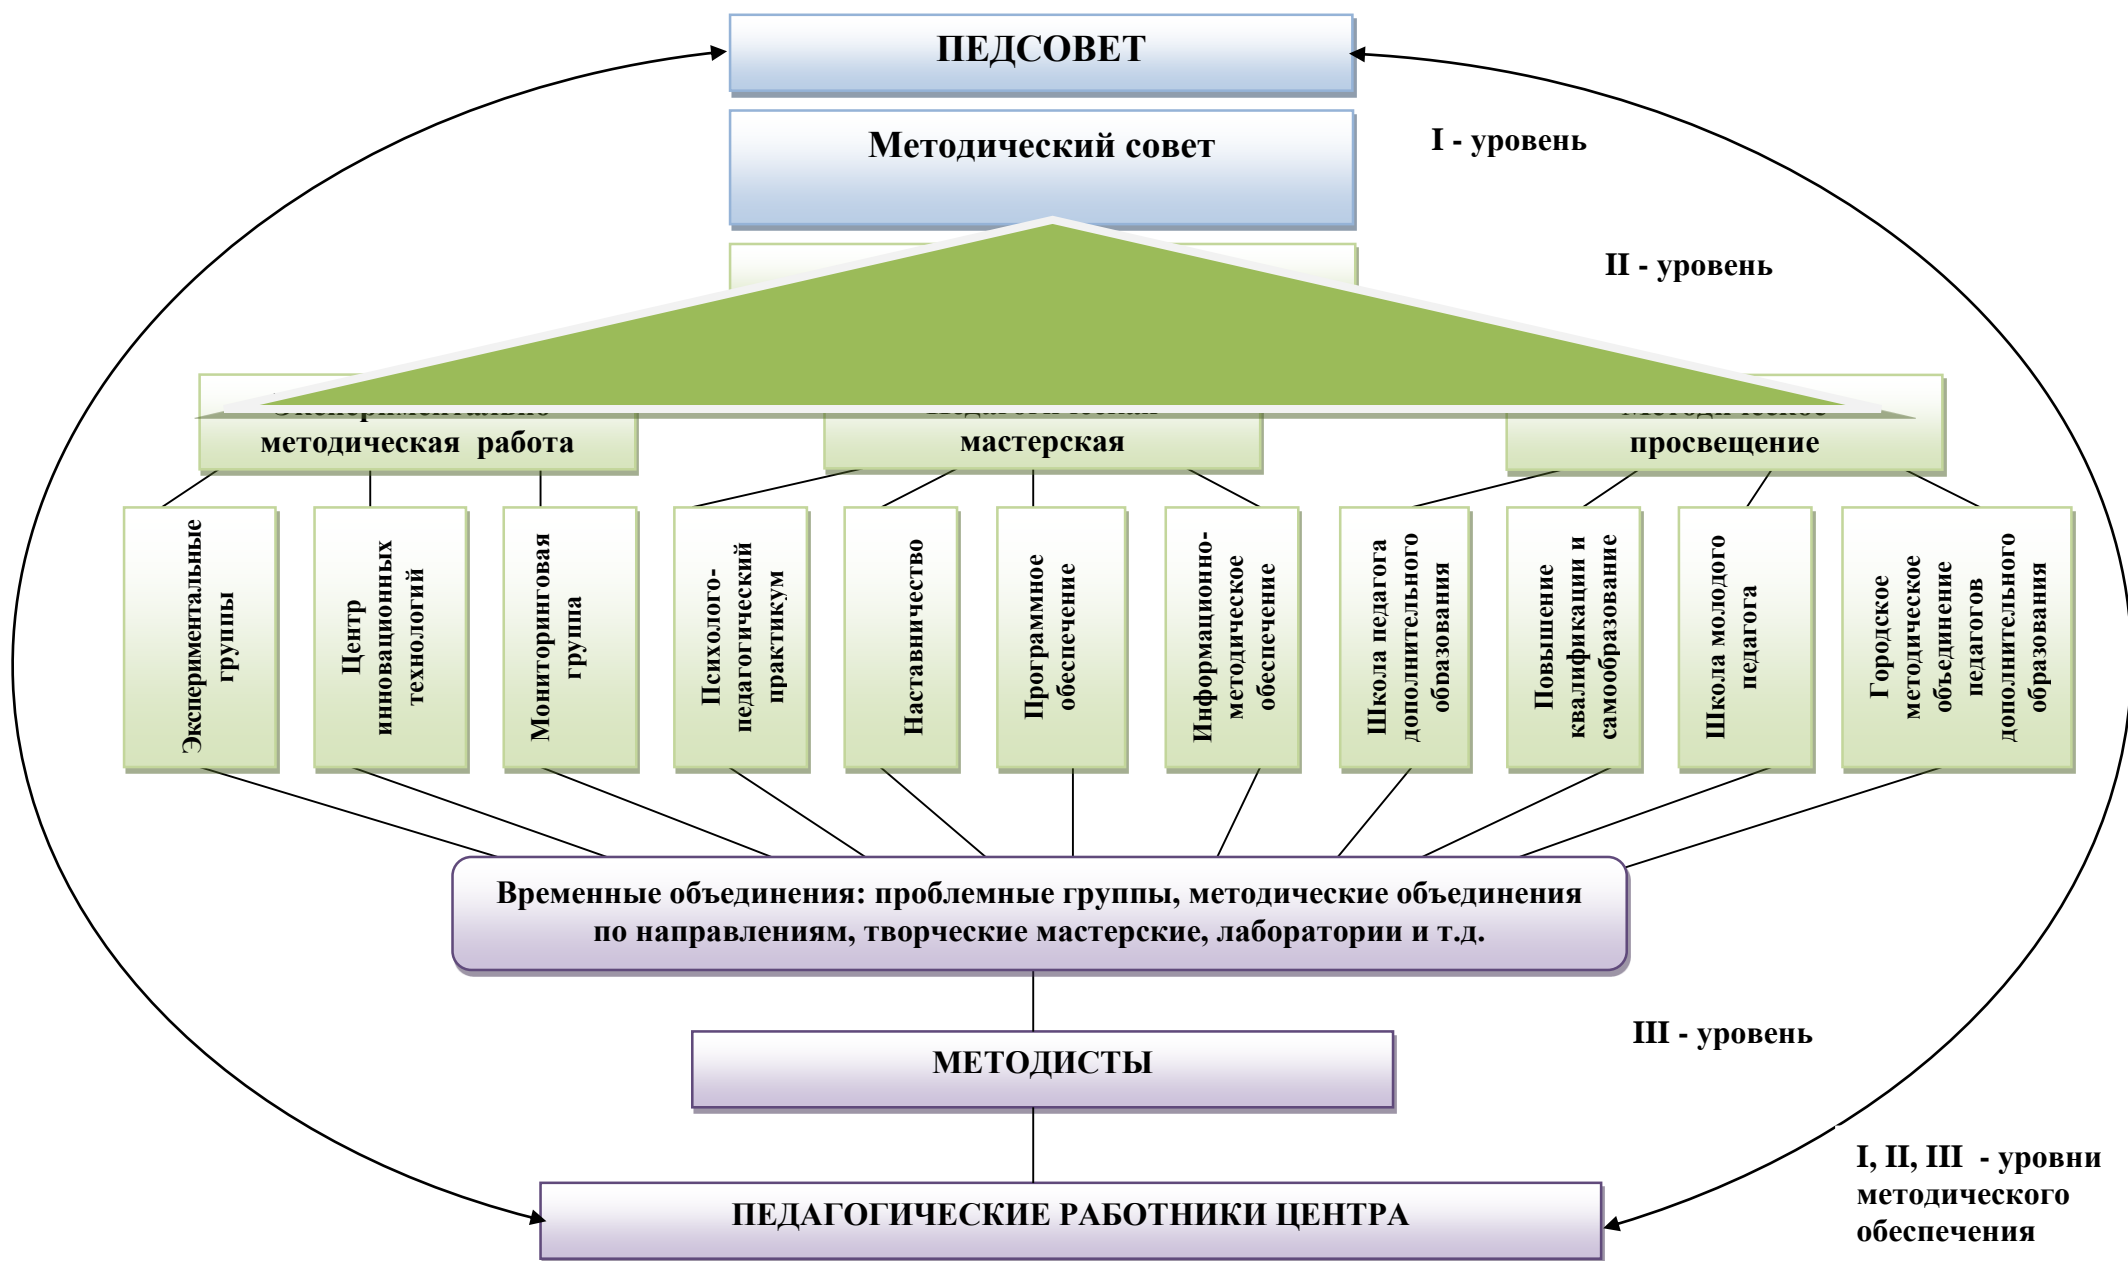 ПЕДСОВЕТ
Методический совет
I - уровень
II - уровень
Экспериментально-
методическая работа
Педагогическая
мастерская
Методическое
просвещение
Экспериментальные
группы
Центр
инновационных
технологий
Мониторинговая
группа
Психолого-
педагогический
практикум
Наставничество
Программное
обеспечение
Информационно-
методическое
обеспечение
Школа педагога
дополнительного
образования
Повышение
квалификации и
самообразование
Школа молодого
педагога
Городское
методическое
объединение
педагогов
дополнительного
образования
Временные объединения: проблемные группы, методические объединения
по направлениям, творческие мастерские, лаборатории и т.д.
III - уровень
МЕТОДИСТЫ
I, II, III - уровни
методического
обеспечения
ПЕДАГОГИЧЕСКИЕ РАБОТНИКИ ЦЕНТРА